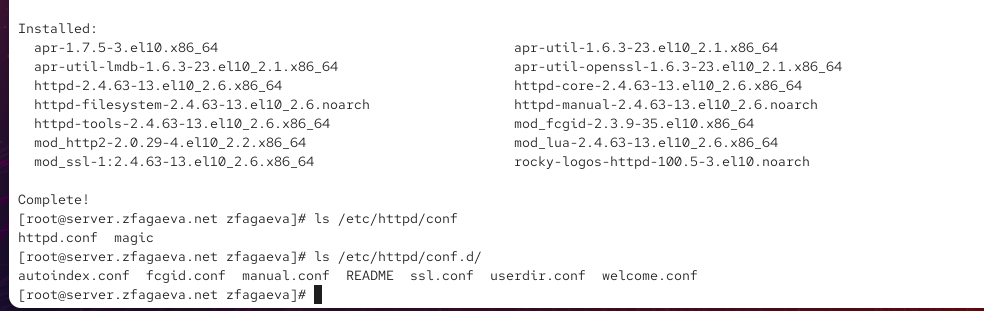 Installed:
apr-1.7.5-3.el10.x86_64 apr-util-1.6.3-23.el10_2.1.x86_64
apr-util-lmdb-1.6.3-23.el10_2.1.x86_64 apr-util-openssl-1.6.3-23.el10_2.1.x86_64
httpd-2.4.63-13.el10_2.6.x86_64 httpd-core-2.4.63-13.el10_2.6.x86_64
httpd-filesystem-2.4.63-13.el10_2.6.noarch httpd-manual-2.4.63-13.el10_2.6.noarch
httpd-tools-2.4.63-13.el10_2.6.x86_64 mod_fcgid-2.3.9-35.el10.x86_64
mod_http2-2.0.29-4.el10_2.2.x86_64 mod_lua-2.4.63-13.el10_2.6.x86_64
mod_ssl-1:2.4.63-13.el10_2.6.x86_64 rocky-logos-httpd-100.5-3.el10.noarch
Complete!
[root@server.zfagaeva.net zfagaeva]# ls /etc/httpd/conf
httpd.conf magic
[root@server.zfagaeva.net zfagaeva]# ls /etc/httpd/conf.d/
autoindex.conf fcgid.conf manual.conf README ssl.conf userdir.conf welcome.conf
[root@server.zfagaeva.net zfagaeva]#